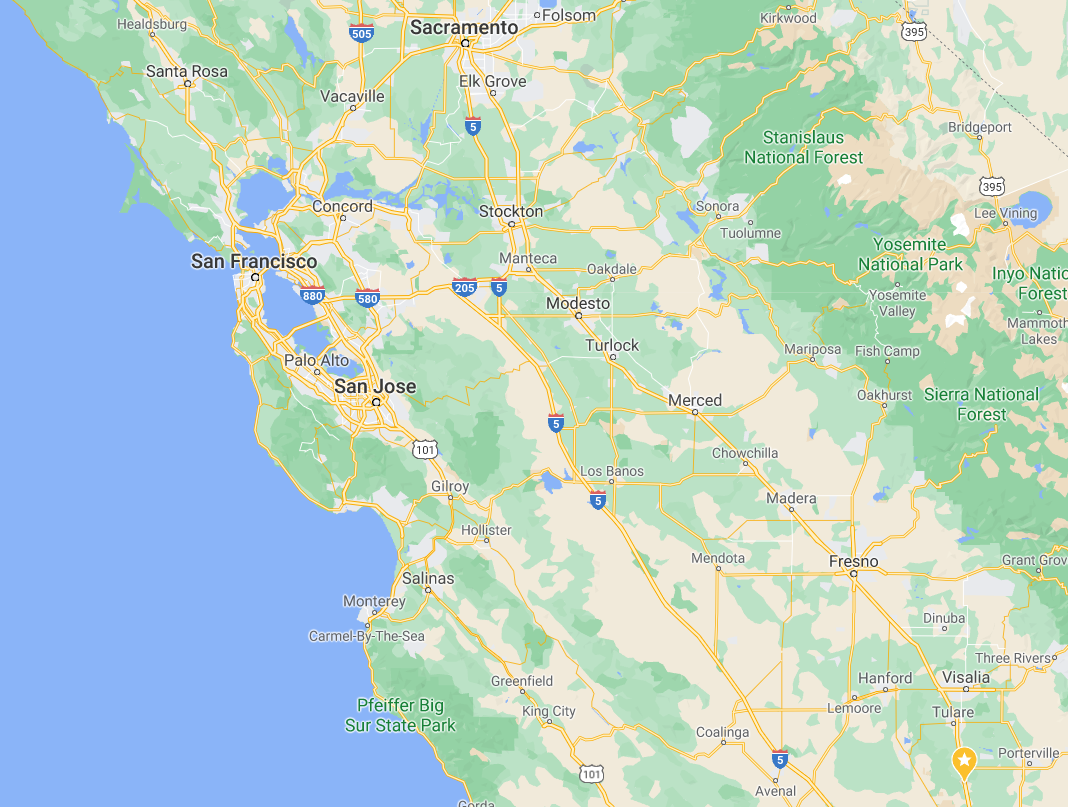 Healdsburg
505
Sacramento
Folsom
Kirkwood
395
Santa Rosa
Elk Grove
Vacaville
5
Bridgeport
Stanislaus
National Forest
395
Concord
Stockton
Sonora
Tuolumne
Lee Vining
San Francisco
Manteca
Oakdale
Yosemite
National Park
Inyo Natio
Forest
880
580
205
5
Modesto
Yosemite
Valley
Mammoth
Lakes
Palo Alto
Turlock
Mariposa
Fish Camp
San Jose
Merced
Oakhurst
Sierra National
Forest
5
101
Chowchilla
Los Banos
Gilroy
5
Madera
Hollister
Mendota
Fresno
Grant Grov
Salinas
Monterey
Carmel-By-The-Sea
Dinuba
Three Rivers
Greenfield
Hanford
Visalia
Pfeiffer Big
Sur State Park
King City
Lemoore
Tulare
Coalinga
Porterville
5
101
Avenal
Gorda